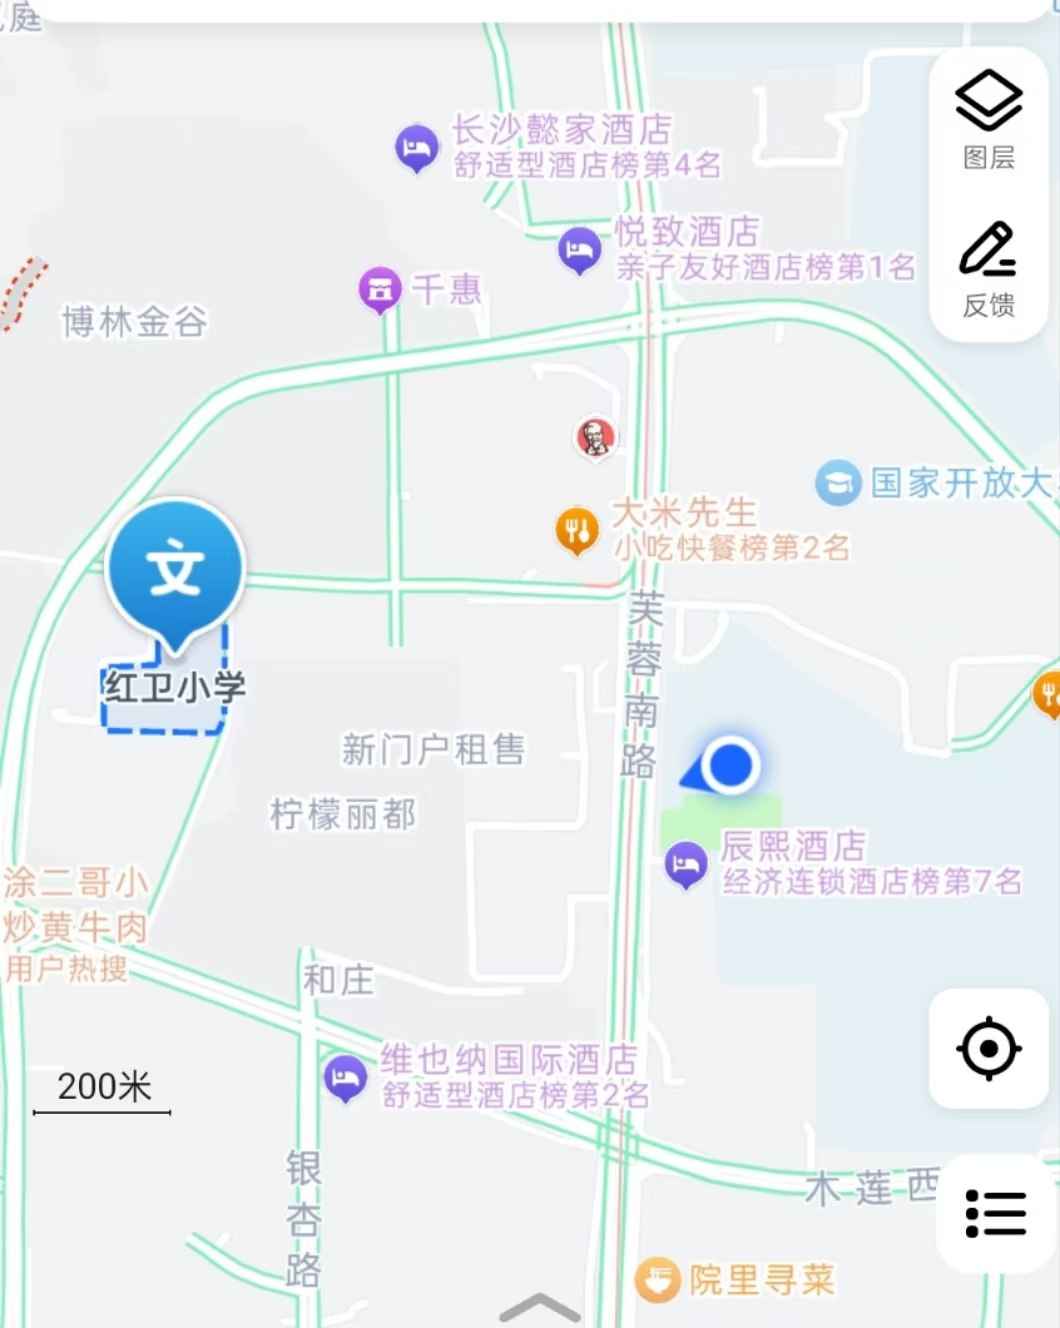 庭
图层
反馈
长沙懿家酒店
舒适型酒店榜第4名
悦致酒店
亲子友好酒店榜第1名
千惠
博林金谷
国家开放大
大米先生
小吃快餐榜第2名
文
红卫小学
芙蓉南路
新门户租售
柠檬丽都
辰熙酒店
经济连锁酒店榜第7名
涂二哥小
炒黄牛肉
用户热搜
和庄
维也纳国际酒店
舒适型酒店榜第2名
200米
银杏路
木莲西
院里寻菜